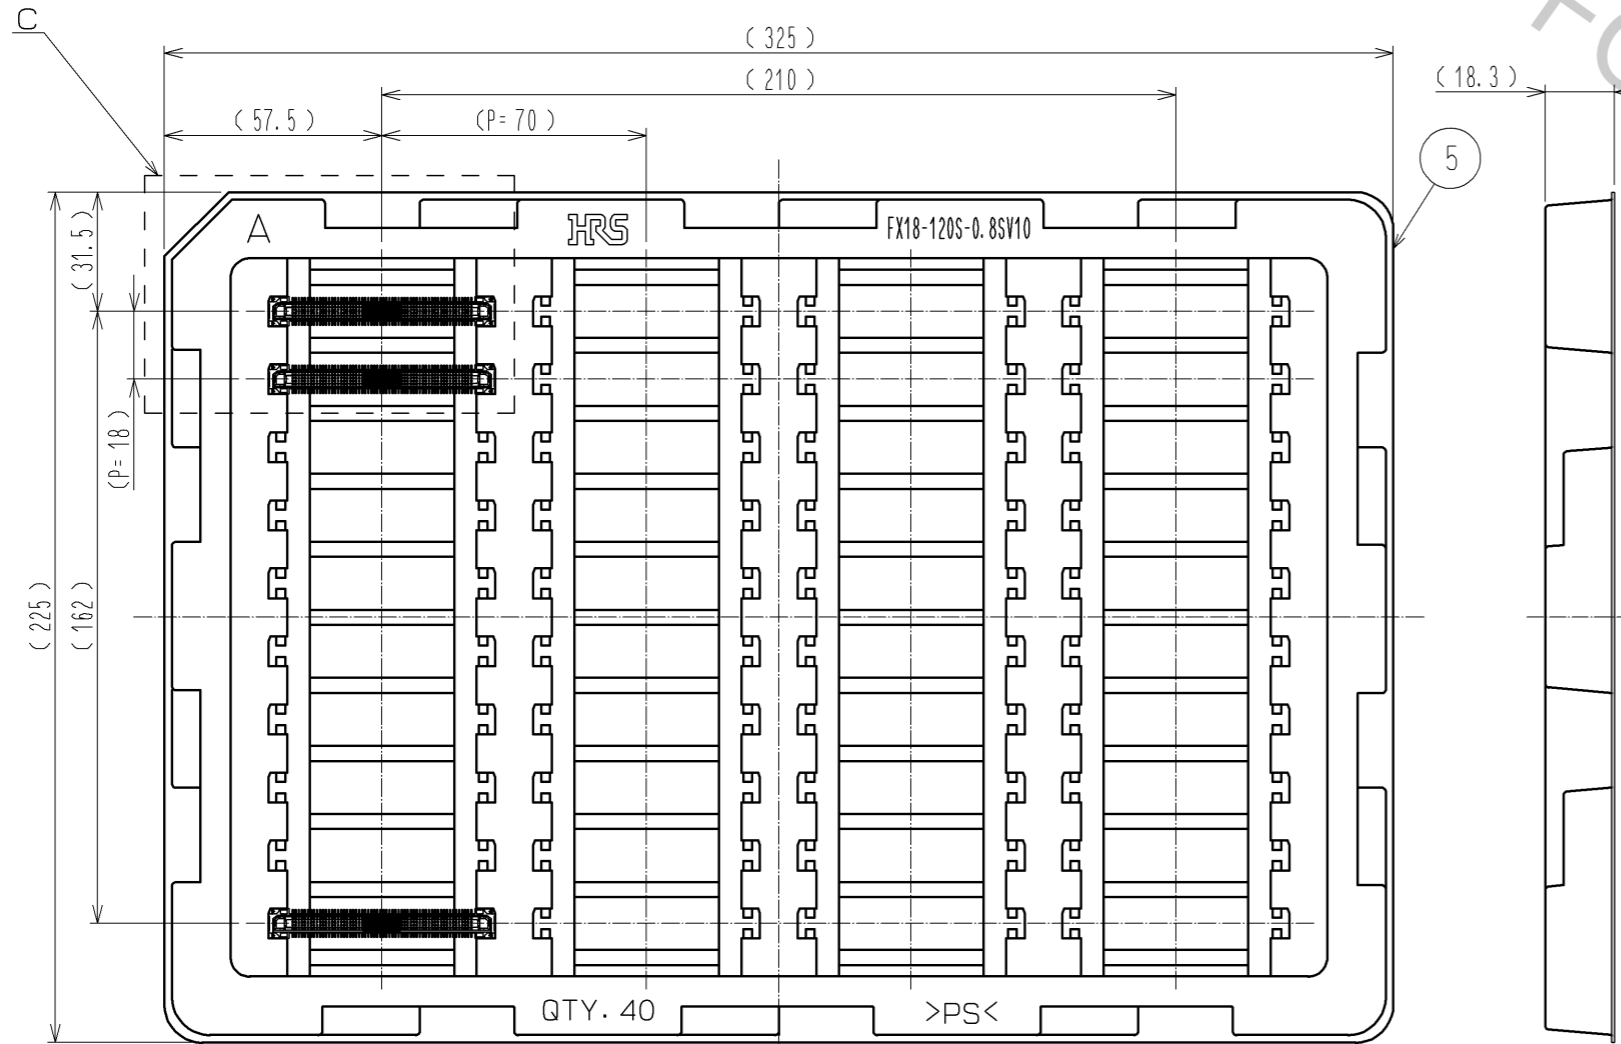 C
( 325 )
( 210 )
( 18. 3 )
( 57. 5 )
(P= 70 )
5
A
HRS
FX18-120S-0. 8SV10
( 31. 5 )
(P= 18 )
( 225 )
( 162 )
QTY. 40
>PS<